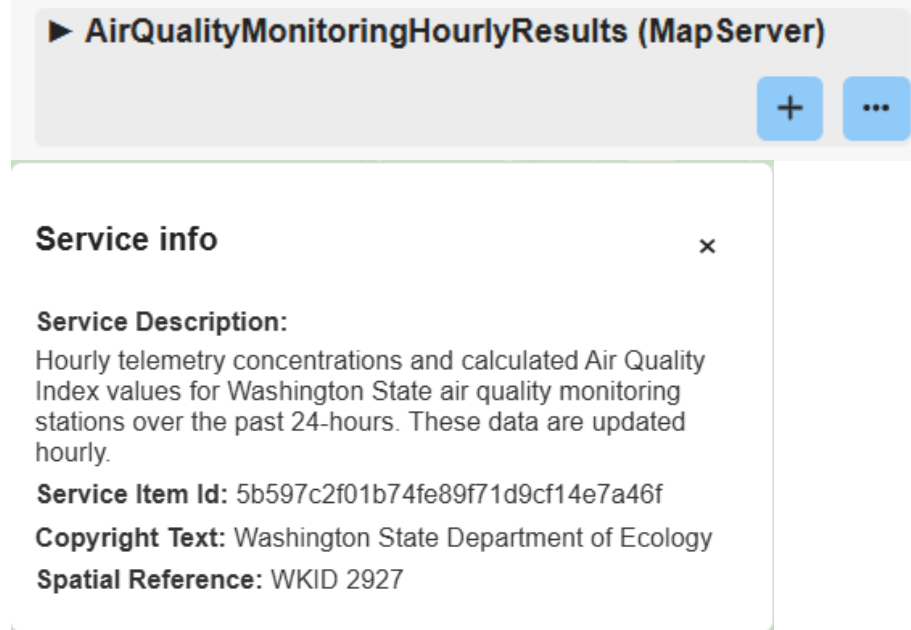 ► AirQualityMonitoringHourlyResults (MapServer)
+ •••
Service info ×
Service Description:
Hourly telemetry concentrations and calculated Air Quality
Index values for Washington State air quality monitoring
stations over the past 24-hours. These data are updated
hourly.
Service Item Id: 5b597c2f01b74fe89f71d9cf14e7a46f
Copyright Text: Washington State Department of Ecology
Spatial Reference: WKID 2927